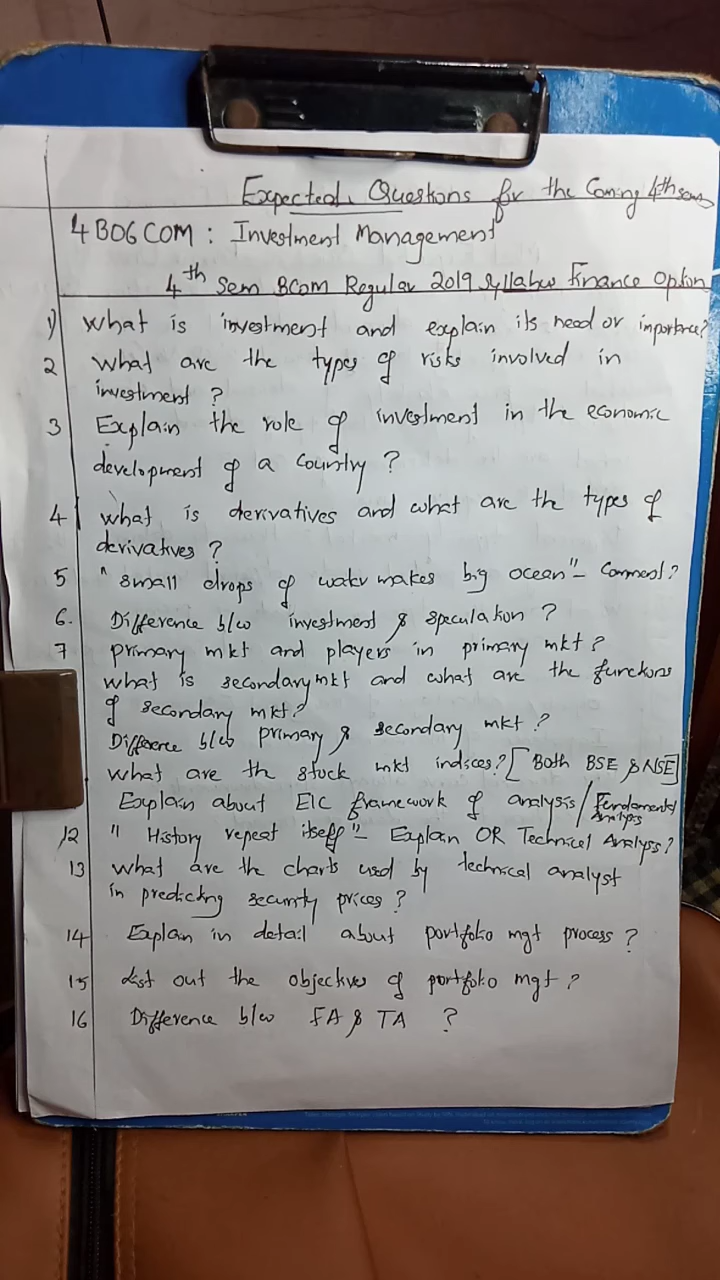 Expected Questions for the Coming 4th sem
4 BOG COM : Investment Management
4th Sem BCom Regular 2019 Syllabus Finance Option
1) What is investment and explain its need or importance?
2 What are the types of risks involved in
investment ?
3 Explain the role of investment in the economic
development of a Country ?
4 what is derivatives and what are the types of
derivatives ?
5 " small drops of water makes big ocean" - Comment?
6. Difference b/w investment & speculation ?
7 primary mkt and players in primary mkt ?
what is secondary mkt and what are the functions
of secondary mkt?
Difference b/w primary & secondary mkt ?
What are the stock mkt indices? [Both BSE & NSE]
Explain about EIC framework of analysis / Fundamental
Analysis
12 " History repeat itself" - Explain OR Technical Analysis?
13 what are the charts used by technical analyst
in predicting security prices ?
14 Explain in detail about portfolio mgt process ?
15 List out the objectives of portfolio mgt ?
16 Difference b/w FA & TA ?